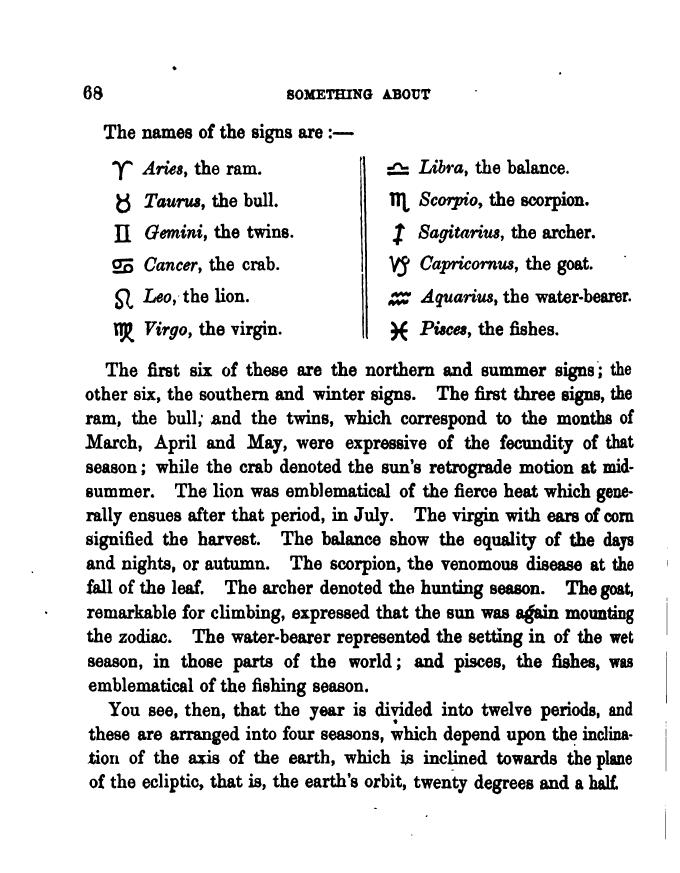 68 SOMETHING ABOUT
The names of the signs are :—
♈ Aries, the ram.
♉ Taurus, the bull.
♊ Gemini, the twins.
♋ Cancer, the crab.
♌ Leo, the lion.
♍ Virgo, the virgin.
♎ Libra, the balance.
♏ Scorpio, the scorpion.
♐ Sagitarius, the archer.
♑ Capricornus, the goat.
♒ Aquarius, the water-bearer.
♓ Pisces, the fishes.
The first six of these are the northern and summer signs; the
other six, the southern and winter signs. The first three signs, the
ram, the bull, and the twins, which correspond to the months of
March, April and May, were expressive of the fecundity of that
season; while the crab denoted the sun's retrograde motion at mid-
summer. The lion was emblematical of the fierce heat which gene-
rally ensues after that period, in July. The virgin with ears of corn
signified the harvest. The balance show the equality of the days
and nights, or autumn. The scorpion, the venomous disease at the
fall of the leaf. The archer denoted the hunting season. The goat,
remarkable for climbing, expressed that the sun was again mounting
the zodiac. The water-bearer represented the setting in of the wet
season, in those parts of the world; and pisces, the fishes, was
emblematical of the fishing season.
You see, then, that the year is divided into twelve periods, and
these are arranged into four seasons, which depend upon the inclina-
tion of the axis of the earth, which is inclined towards the plane
of the ecliptic, that is, the earth's orbit, twenty degrees and a half.